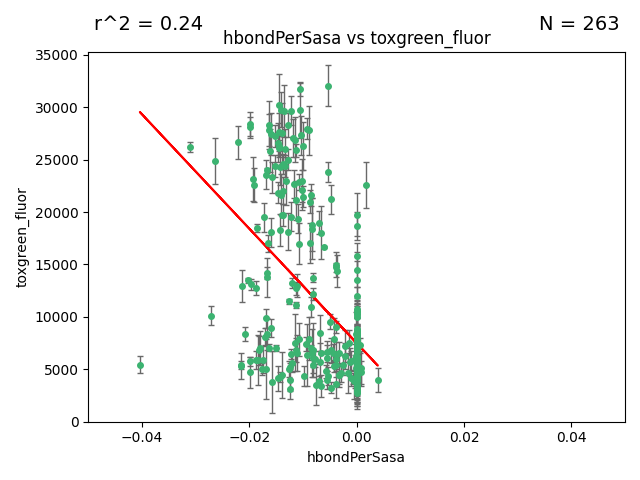 r^2 = 0.24
N = 263
hbondPerSasa vs toxgreen_fluor
35000
30000
25000
20000
15000
10000
5000
0
toxgreen_fluor
−0.04
−0.02
0.00
0.02
0.04
hbondPerSasa